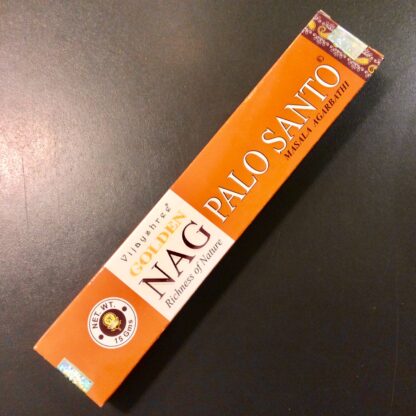 Vijayshree
GOLDEN
NAG
Richness of Nature
PALO SANTO©
MASALA AGARBATHI
NET. WT.
15 Gms